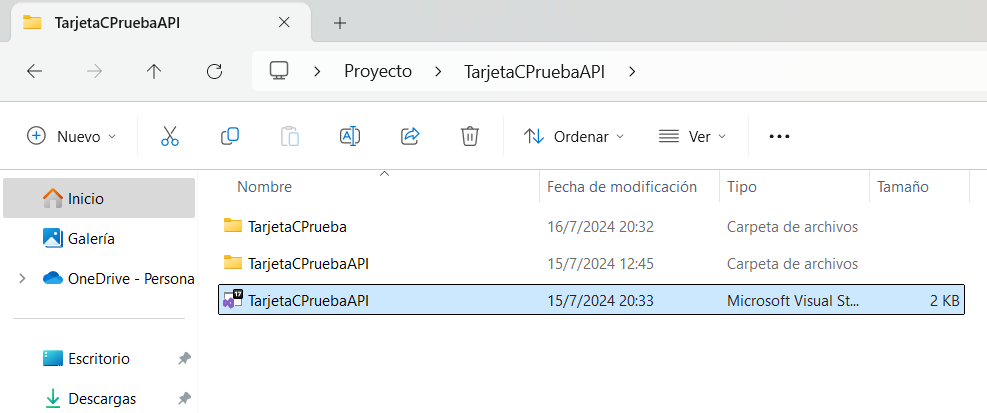 TarjetaCPruebaAPI
Proyecto TarjetaCPruebaAPI
Nuevo Ordenar Ver
Nombre Fecha de modificación Tipo Tamaño
Inicio
Galería
OneDrive - Persona
Escritorio
Descargas
TarjetaCPrueba 16/7/2024 20:32 Carpeta de archivos
TarjetaCPruebaAPI 15/7/2024 12:45 Carpeta de archivos
17
TarjetaCPruebaAPI 15/7/2024 20:33 Microsoft Visual St... 2 KB